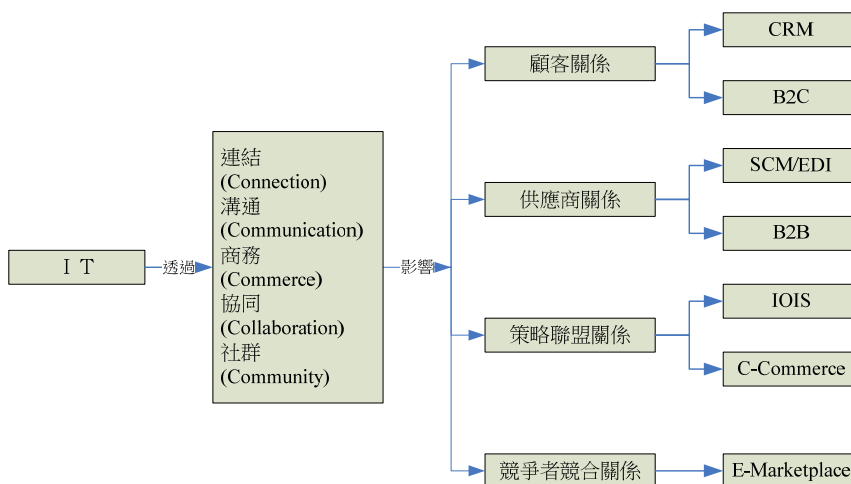 I T
透過
連結
(Connection)
溝通
(Communication)
商務
(Commerce)
協同
(Collaboration)
社群
(Community)
影響
顧客關係
CRM
B2C
供應商關係
SCM/EDI
B2B
策略聯盟關係
IOIS
C-Commerce
競爭者競合關係
E-Marketplace